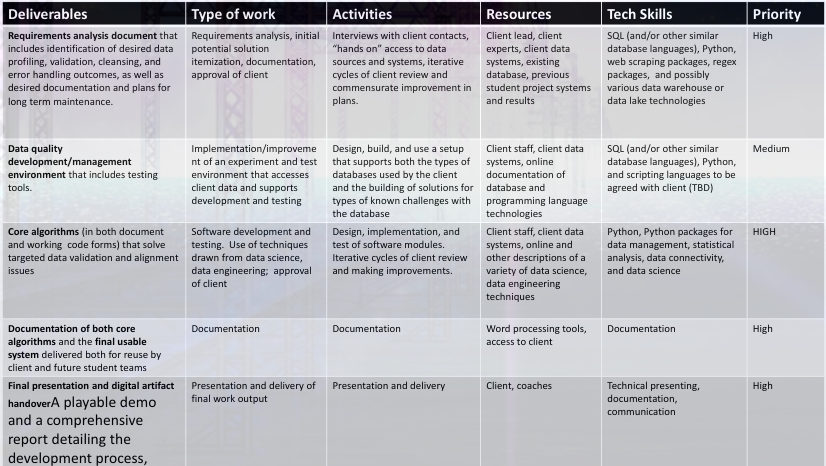 Deliverables Type of work Activities Resources Tech Skills Priority
Requirements analysis document that
includes identification of desired data
profiling, validation, cleansing, and
error handling outcomes, as well as
desired documentation and plans for
long term maintenance.
Requirements analysis, initial
potential solution
itemization, documentation,
approval of client
Interviews with client contacts,
“hands on” access to data
sources and systems, iterative
cycles of client review and
commensurate improvement in
plans.
Client lead, client
experts, client data
systems, existing
database, previous
student project systems
and results
SQL (and/or other similar
database languages), Python,
web scraping packages, regex
packages, and possibly
various data warehouse or
data lake technologies
High
Data quality
development/management
environment that includes testing
tools.
Implementation/improveme
nt of an experiment and test
environment that accesses
client data and supports
development and testing
Design, build, and use a setup
that supports both the types of
databases used by the client
and the building of solutions for
types of known challenges with
the database
Client staff, client data
systems, online
documentation of
database and
programming language
technologies
SQL (and/or other similar
database languages), Python,
and scripting languages to be
agreed with client (TBD)
Medium
Core algorithms (in both document
and working code forms) that solve
targeted data validation and alignment
issues
Software development and
testing. Use of techniques
drawn from data science,
data engineering; approval
of client
Design, implementation, and
test of software modules.
Iterative cycles of client review
and making improvements.
Client staff, client data
systems, online and
other descriptions of a
variety of data science,
data engineering
techniques
Python, Python packages for
data management, statistical
analysis, data connectivity,
and data science
HIGH
Documentation of both core
algorithms and the final usable
system delivered both for reuse by
client and future student teams
Documentation
Documentation
Word processing tools,
access to client
Documentation
High
Final presentation and digital artifact
handoverA playable demo
and a comprehensive
report detailing the
development process,
Presentation and delivery of
final work output
Presentation and delivery
Client, coaches
Technical presenting,
documentation,
communication
High